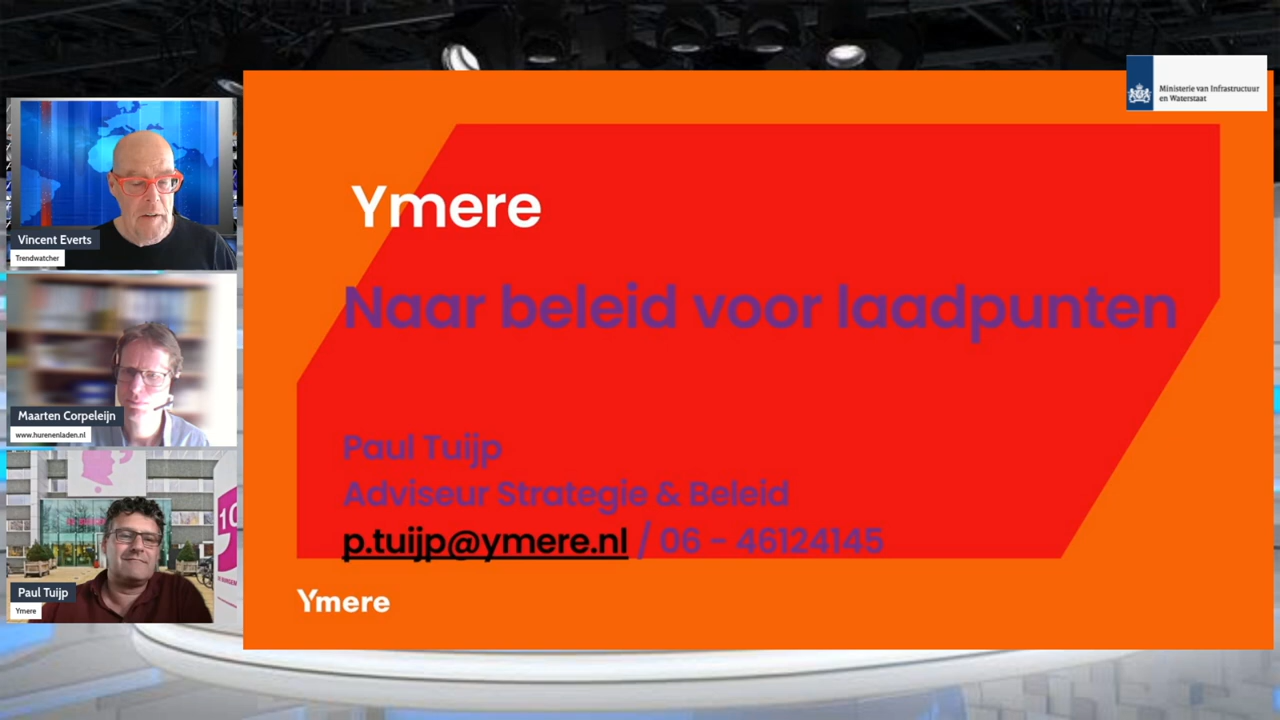 Ministerie van Infrastructuur
en Waterstaat
Vincent Everts
Trendwatcher
Maarten Corpeleijn
www.hurenenladen.nl
10
Paul Tuijp
Ymere
Ymere
Naar beleid voor laadpunten
Paul Tuijp
Adviseur Strategie & Beleid
p.tuijp@ymere.nl / 06 - 46124145
Ymere